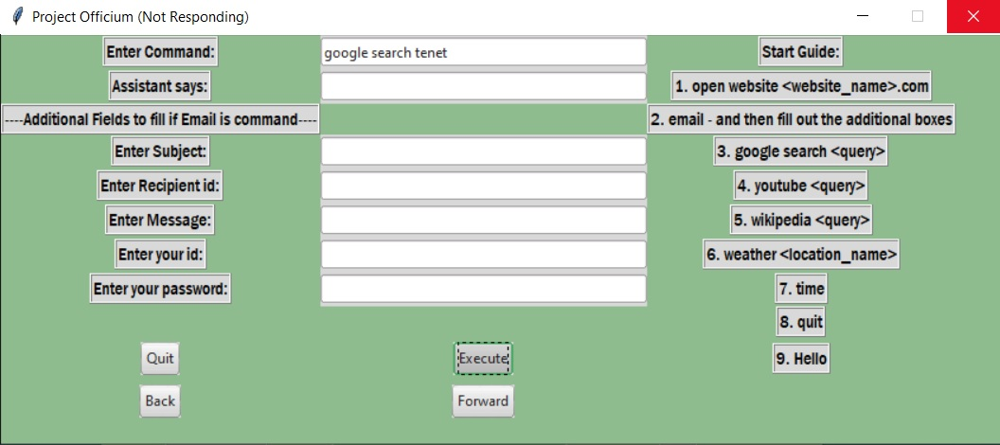 Project Officium (Not Responding)
Enter Command:
google search tenet
Start Guide:
Assistant says:
1. open website <website_name>.com
----Additional Fields to fill if Email is command----
2. email - and then fill out the additional boxes
Enter Subject:
3. google search <query>
Enter Recipient id:
4. youtube <query>
Enter Message:
5. wikipedia <query>
Enter your id:
6. weather <location_name>
Enter your password:
7. time
8. quit
Quit
Execute
9. Hello
Back
Forward